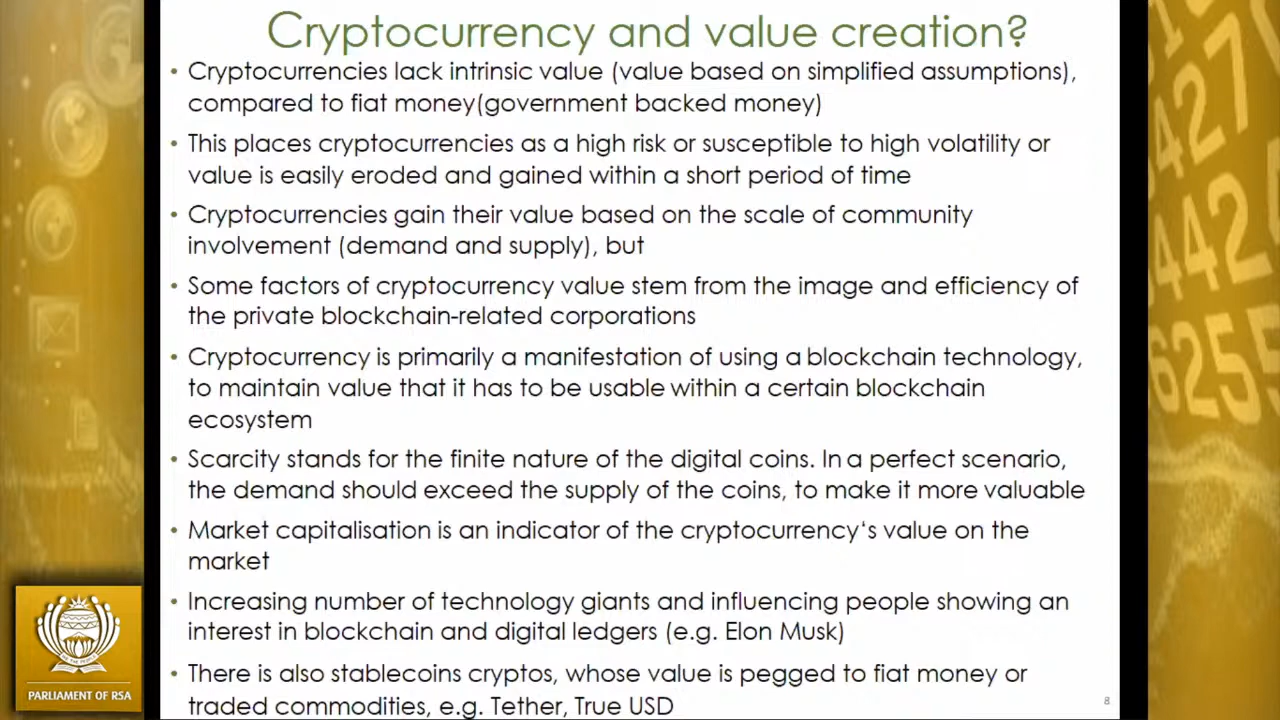 Cryptocurrency and value creation?
• Cryptocurrencies lack intrinsic value (value based on simplified assumptions),
compared to fiat money(government backed money)
• This places cryptocurrencies as a high risk or susceptible to high volatility or
value is easily eroded and gained within a short period of time
• Cryptocurrencies gain their value based on the scale of community
involvement (demand and supply), but
• Some factors of cryptocurrency value stem from the image and efficiency of
the private blockchain-related corporations
• Cryptocurrency is primarily a manifestation of using a blockchain technology,
to maintain value that it has to be usable within a certain blockchain
ecosystem
• Scarcity stands for the finite nature of the digital coins. In a perfect scenario,
the demand should exceed the supply of the coins, to make it more valuable
• Market capitalisation is an indicator of the cryptocurrency‘s value on the
market
• Increasing number of technology giants and influencing people showing an
interest in blockchain and digital ledgers (e.g. Elon Musk)
• There is also stablecoins cryptos, whose value is pegged to fiat money or
traded commodities, e.g. Tether, True USD
8
PARLIAMENT OF RSA
427
4424
6255